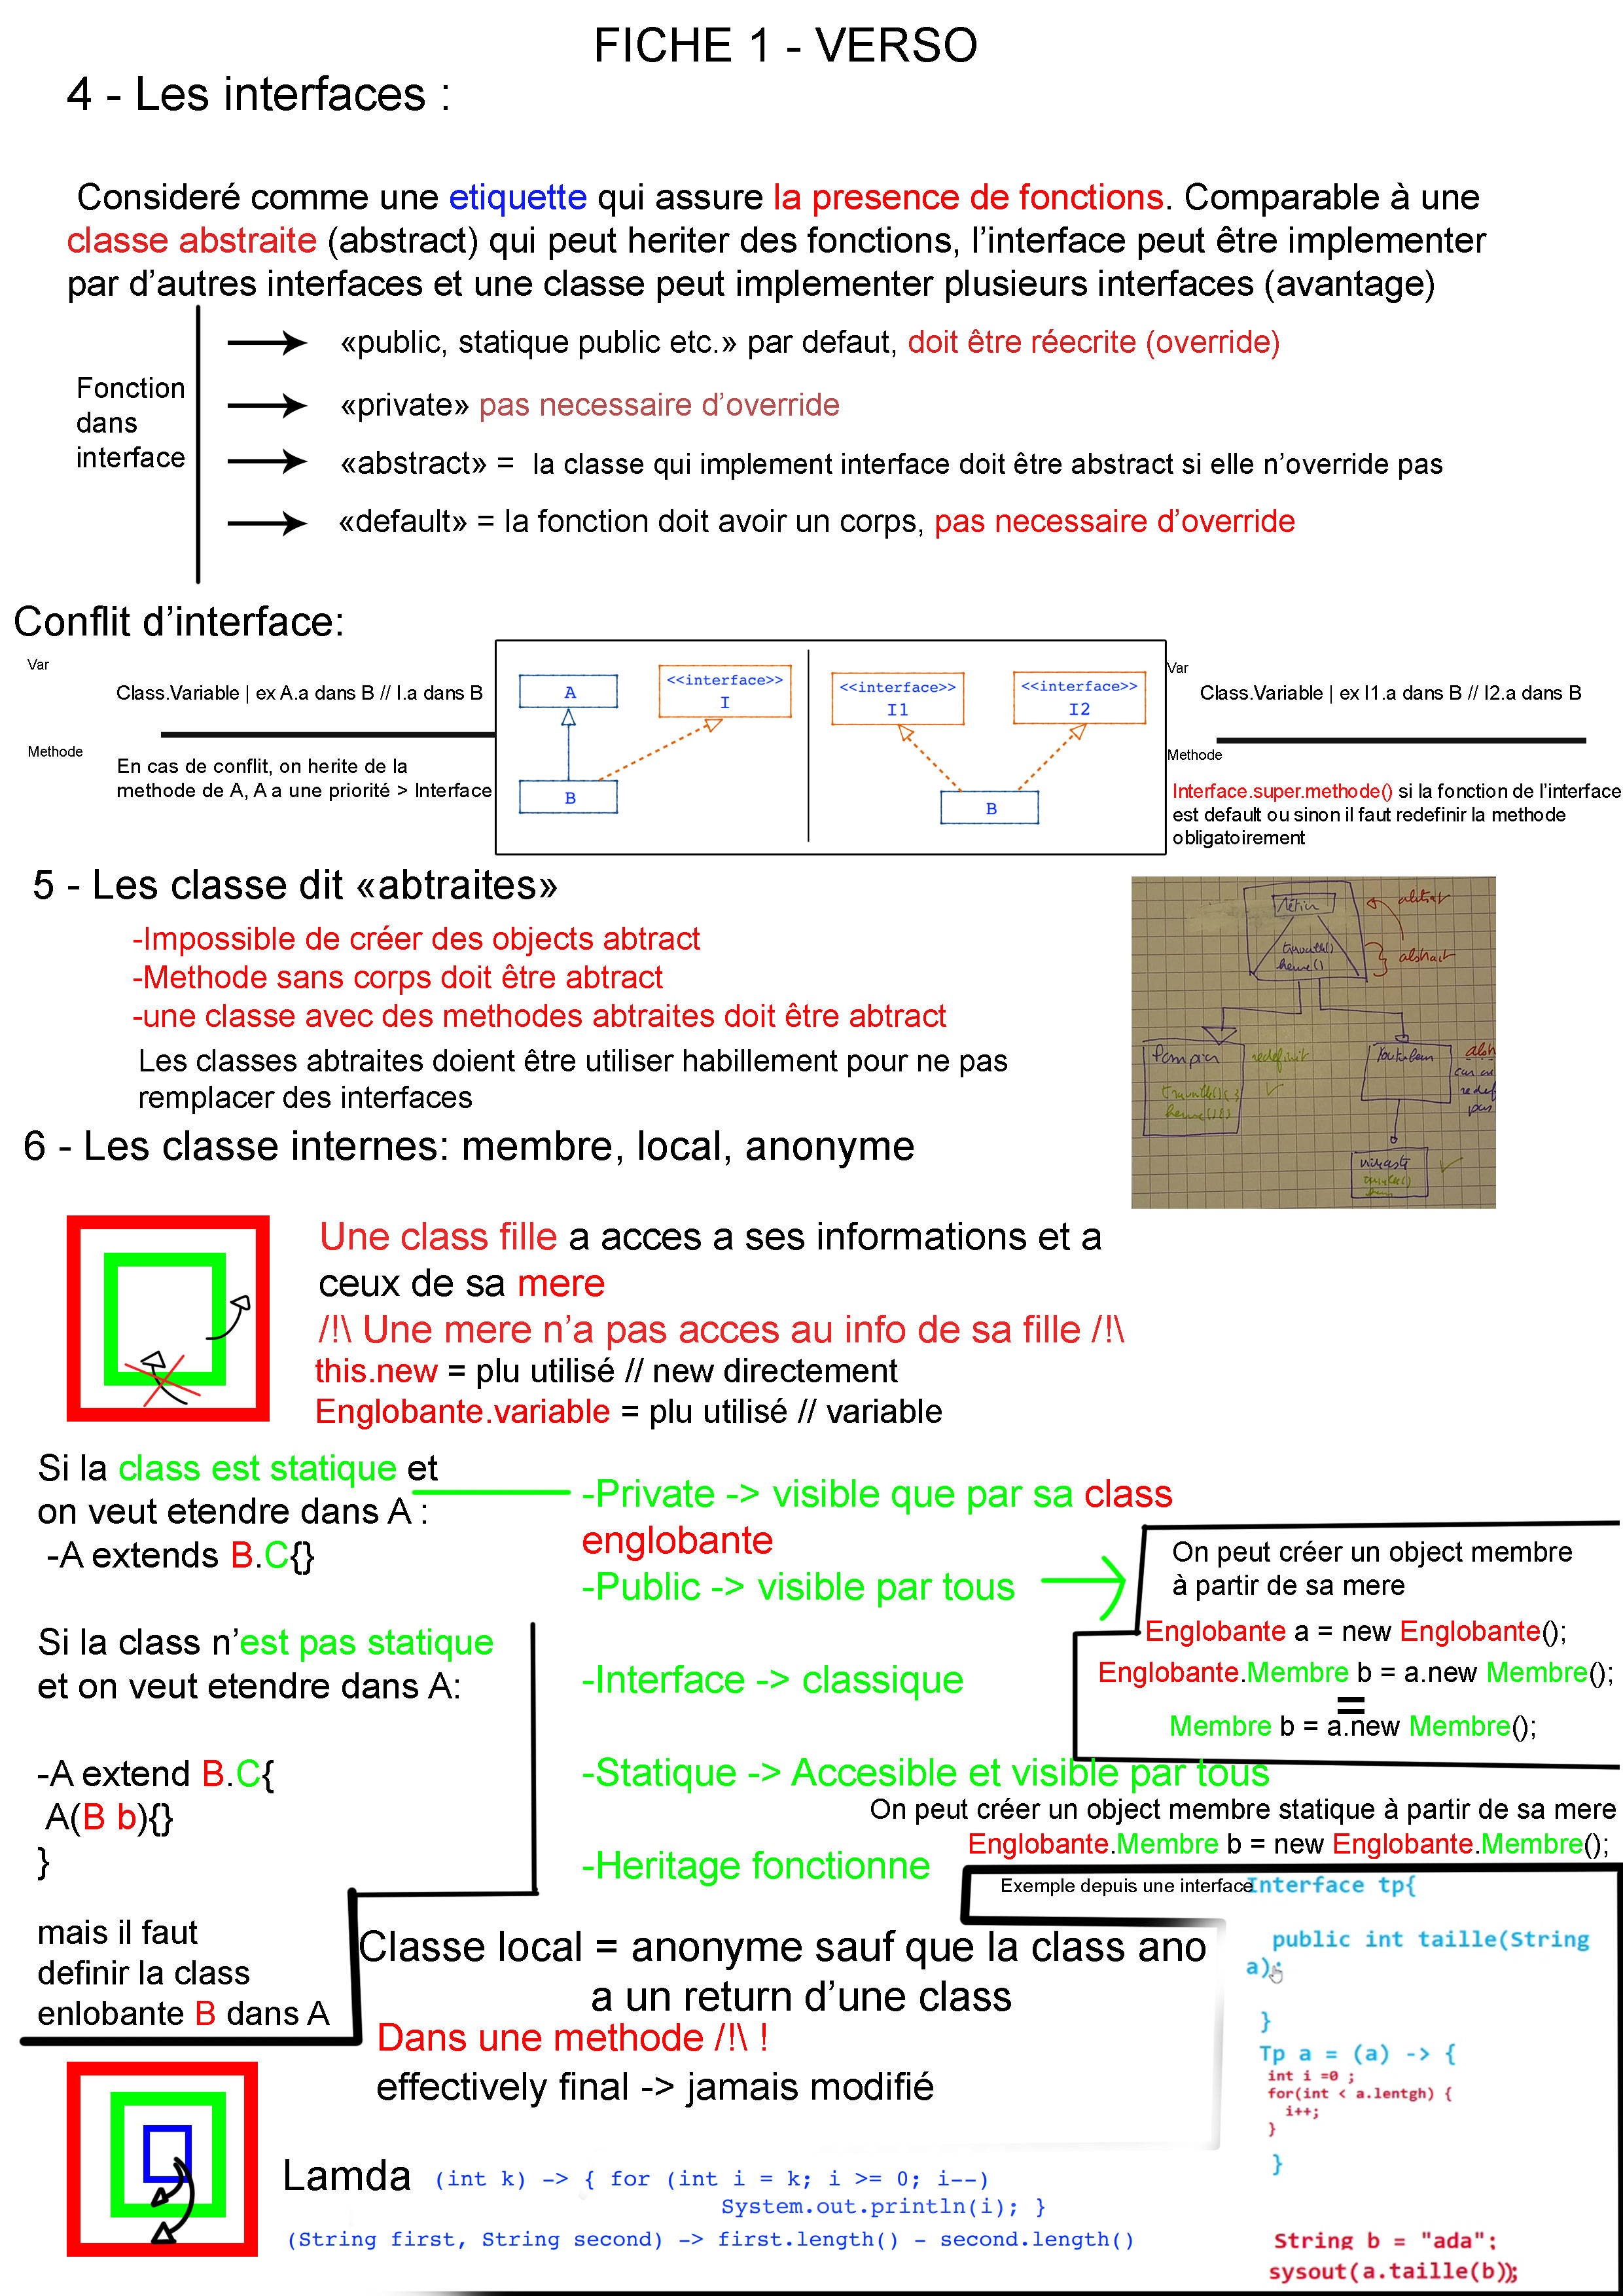 FICHE 1 - VERSO
4 - Les interfaces :
Consideré comme une etiquette qui assure la presence de fonctions. Comparable à une
classe abstraite (abstract) qui peut heriter des fonctions, l’interface peut être implementer
par d’autres interfaces et une classe peut implementer plusieurs interfaces (avantage)
Fonction
dans
interface
«public, statique public etc.» par defaut, doit être réecrite (override)
«private» pas necessaire d’override
«abstract» = la classe qui implement interface doit être abstract si elle n’override pas
«default» = la fonction doit avoir un corps, pas necessaire d’override
Conflit d’interface:
Var
Class.Variable | ex A.a dans B // I.a dans B
Methode
En cas de conflit, on herite de la
methode de A, A a une priorité > Interface
A
<<interface>>
I
B
<<interface>>
I1
<<interface>>
I2
B
Var
Class.Variable | ex I1.a dans B // I2.a dans B
Methode
Interface.super.methode() si la fonction de l’interface
est default ou sinon il faut redefinir la methode
obligatoirement
5 - Les classe dit «abtraites»
-Impossible de créer des objects abtract
-Methode sans corps doit être abtract
-une classe avec des methodes abtraites doit être abtract
Les classes abtraites doient être utiliser habillement pour ne pas
remplacer des interfaces
abstract
Pompier
redefinit
pas
6 - Les classe internes: membre, local, anonyme
Une class fille a acces a ses informations et a
ceux de sa mere
/!\ Une mere n’a pas acces au info de sa fille /!\
this.new = plu utilisé // new directement
Englobante.variable = plu utilisé // variable
Si la class est statique et
on veut etendre dans A :
-A extends B.C{}
Si la class n’est pas statique
et on veut etendre dans A:
-A extend B.C{
A(B b){}
}
mais il faut
definir la class
enlobante B dans A
-Private -> visible que par sa class
englobante
-Public -> visible par tous
-Interface -> classique
-Statique -> Accesible et visible par tous
-Heritage fonctionne
On peut créer un object membre
à partir de sa mere
Englobante a = new Englobante();
Englobante.Membre b = a.new Membre();
=
Membre b = a.new Membre();
On peut créer un object membre statique à partir de sa mere
Englobante.Membre b = new Englobante.Membre();
Classe local = anonyme sauf que la class ano
a un return d’une class
Dans une methode /!\ !
effectively final -> jamais modifié
Exemple depuis une interface
Interface tp{
public int taille(String
a);
}
Tp a = (a) -> {
int i =0 ;
for(int < a.lentgh) {
i++;
}
}
String b = "ada";
sysout(a.taille(b));
Lamda
(int k) -> { for (int i = k; i >= 0; i--)
System.out.println(i); }
(String first, String second) -> first.length() - second.length()